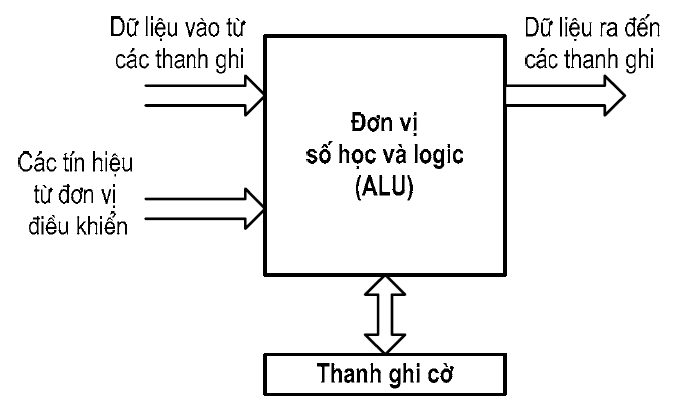 Dữ liệu vào từ
các thanh ghi
Dữ liệu ra đến
các thanh ghi
Đơn vị
số học và logic
(ALU)
Các tín hiệu
từ đơn vị
điều khiển
Thanh ghi cờ